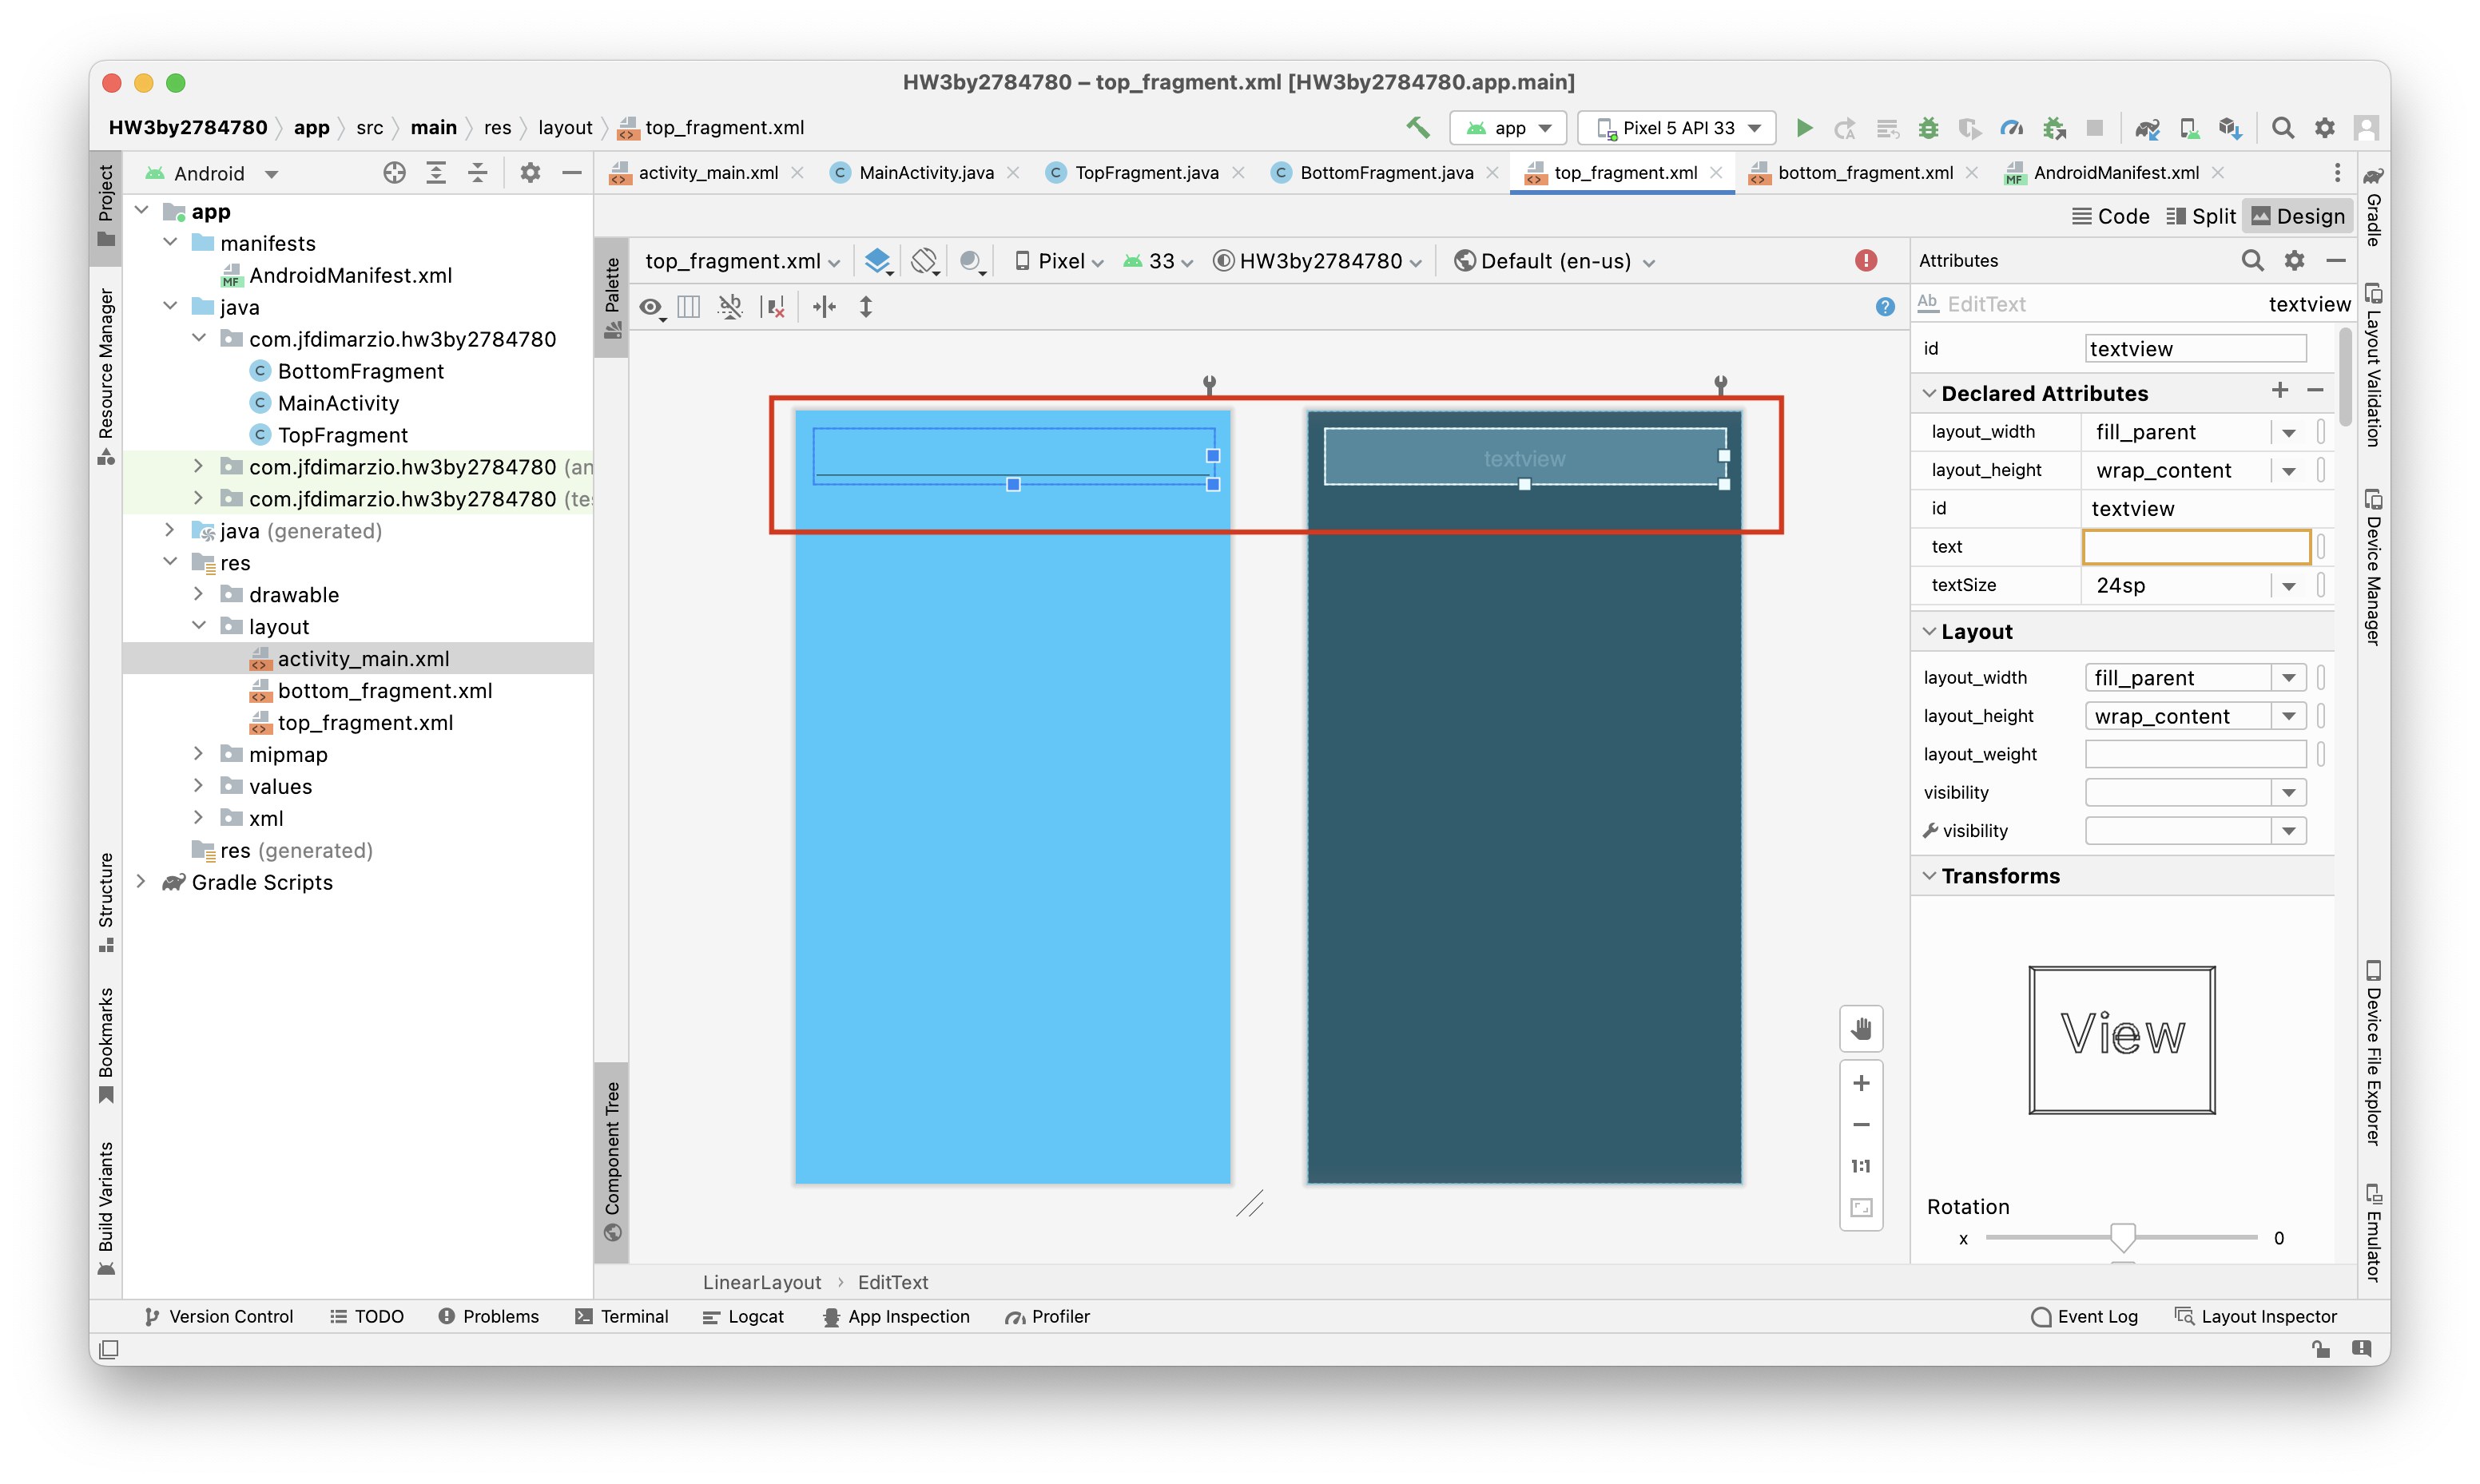 HW3by2784780 – top_fragment.xml [HW3by2784780.app.main]
HW3by2784780 app src main res layout top_fragment.xml
app
Pixel 5 API 33
Project
Resource Manager
Structure
Bookmarks
Build Variants
Android
activity_main.xml
MainActivity.java
TopFragment.java
BottomFragment.java
top_fragment.xml
bottom_fragment.xml
AndroidManifest.xml
Code Split Design
app
manifests
AndroidManifest.xml
java
com.jfdimarzio.hw3by2784780
BottomFragment
MainActivity
TopFragment
com.jfdimarzio.hw3by2784780 (an
com.jfdimarzio.hw3by2784780 (te
java (generated)
res
drawable
layout
activity_main.xml
bottom_fragment.xml
top_fragment.xml
mipmap
values
xml
res (generated)
Gradle Scripts
Palette
Component Tree
top_fragment.xml
Pixel
33
HW3by2784780
Default (en-us)
textview
1:1
LinearLayout › EditText
Attributes
Ab EditText textview
id textview
Declared Attributes
layout_width fill_parent
layout_height wrap_content
id textview
text
textSize 24sp
Layout
layout_width fill_parent
layout_height wrap_content
layout_weight
visibility
visibility
Transforms
View
Rotation
x 0
Gradle
Layout Validation
Device Manager
Device File Explorer
Emulator
Version Control
TODO
Problems
Terminal
Logcat
App Inspection
Profiler
Event Log
Layout Inspector